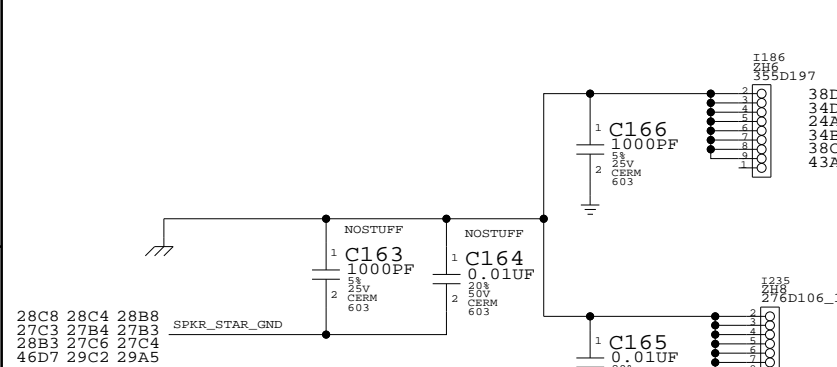 I186
ZH6
355D197
2
3
4
5
6
7
8
9
1
38D
34D
24A
34B
38C
43A
1 C166
1000PF
5%
25V
2 CERM
603
NOSTUFF
1 C163
1000PF
5%
25V
2 CERM
603
NOSTUFF
1 C164
0.01UF
20%
50V
2 CERM
603
28C8 28C4 28B8
27C3 27B4 27B3
28B3 27C6 27C4
46D7 29C2 29A5
SPKR_STAR_GND
I235
ZH8
276D106_
2
3
4
5
6
7
1 C165
0.01UF